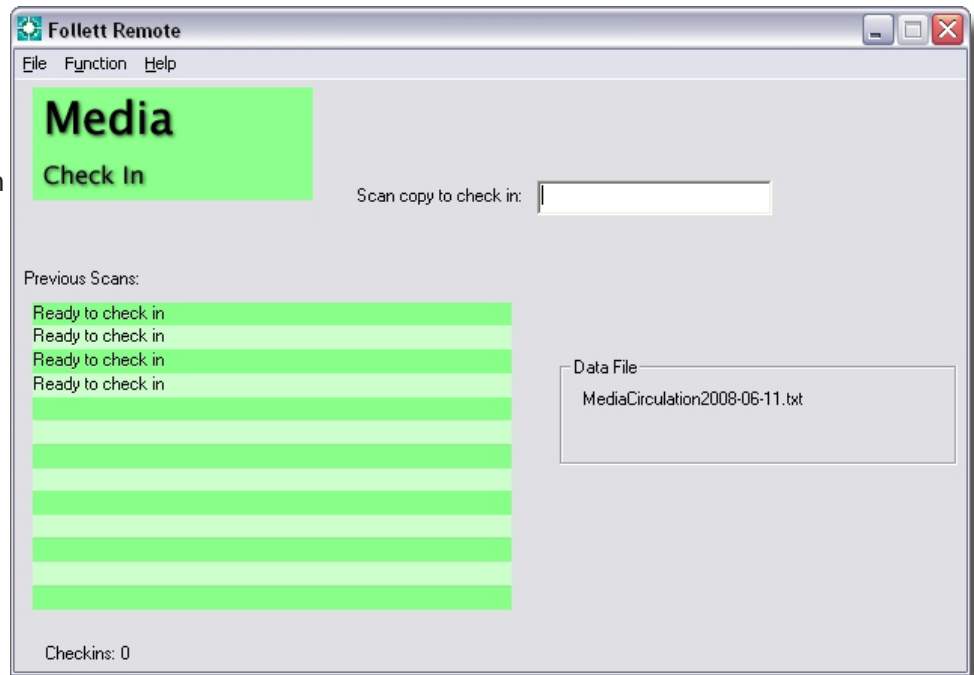 Follett Remote
File Function Help
Media
Check In
Scan copy to check in:
Previous Scans:
Ready to check in
Ready to check in
Ready to check in
Ready to check in
Data File
MediaCirculation2008-06-11.txt
Checkins: 0